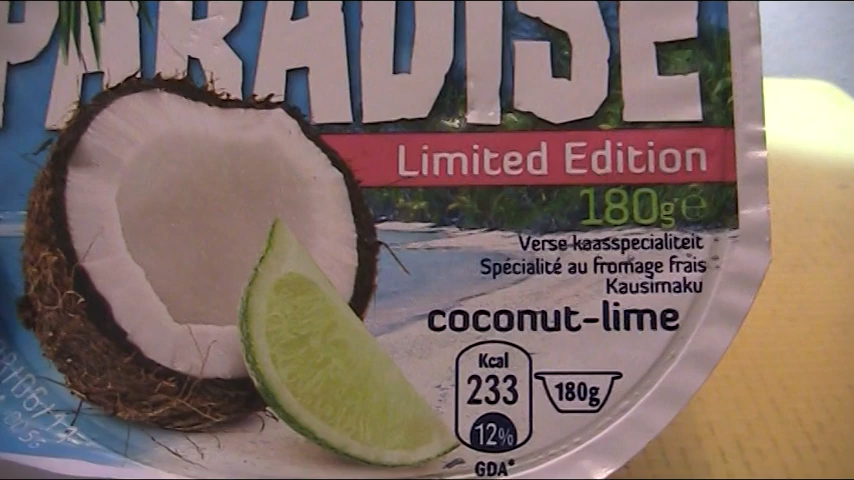 PARADISE
Limited Edition
180g ℮
Verse kaasspecialiteit
Spécialité au fromage frais
Kausimaku
coconut-lime
Kcal
233
12%
GDA*
180g